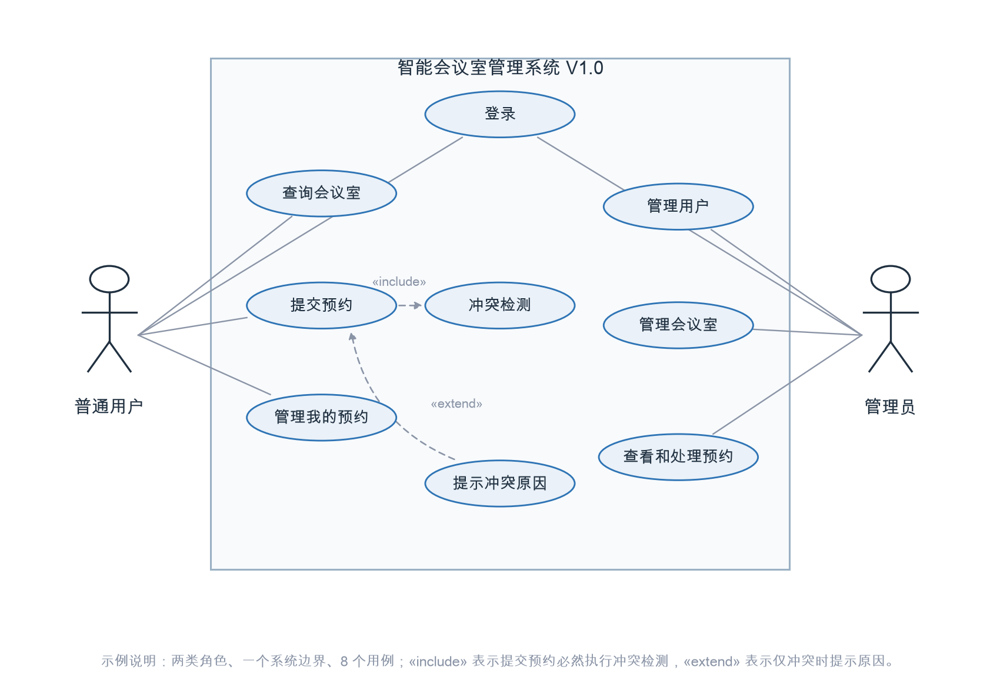 智能会议室管理系统 V1.0
登录
查询会议室
管理用户
«include»
提交预约
冲突检测
管理会议室
普通用户
管理员
«extend»
管理我的预约
查看和处理预约
提示冲突原因
示例说明：两类角色、一个系统边界、8 个用例；«include» 表示提交预约必然执行冲突检测，«extend» 表示仅冲突时提示原因。